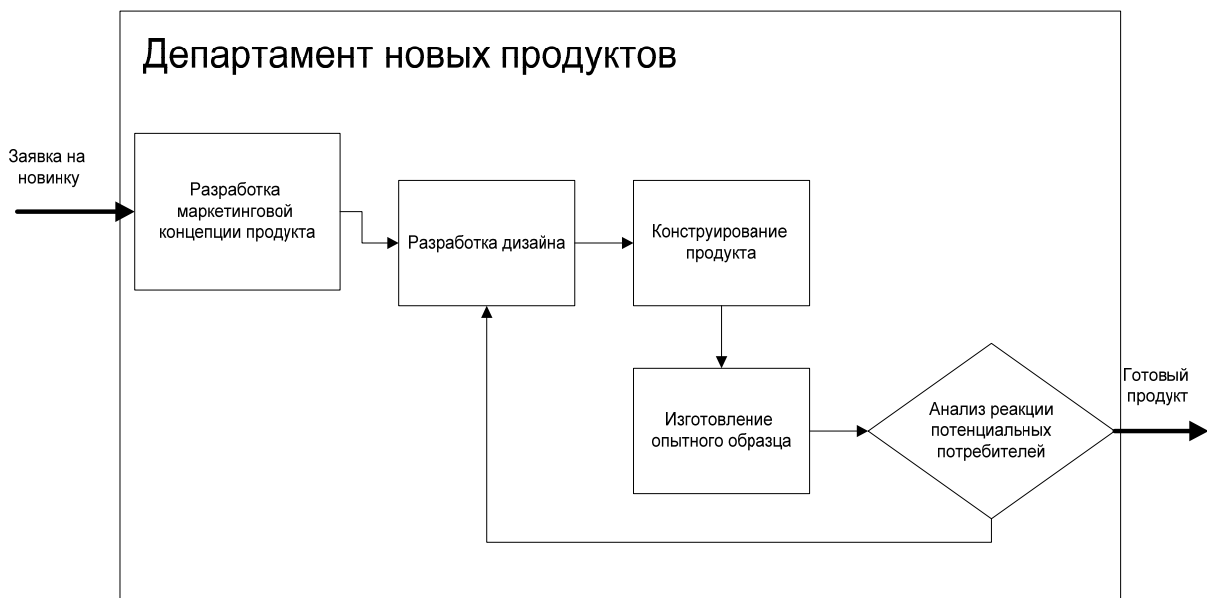 Департамент новых продуктов
Заявка на
новинку
Разработка
маркетинговой
концепции продукта
Разработка дизайна
Конструирование
продукта
Изготовление
опытного образца
Анализ реакции
потенциальных
потребителей
Готовый
продукт